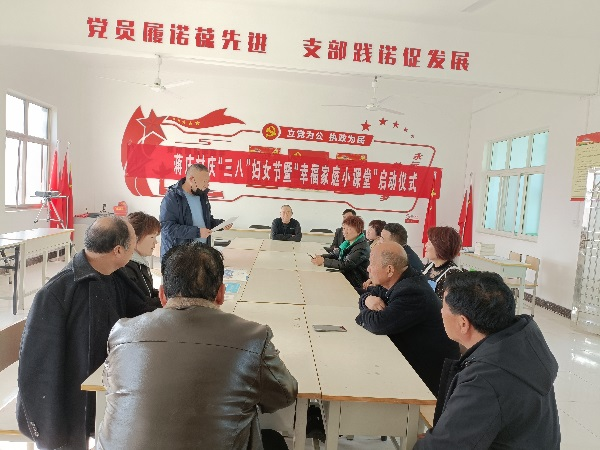 党员履诺葆先进 支部践诺促发展
立党为公 执政为民
蒋庄村庆“三八”妇女节暨“幸福家庭小课堂”启动仪式